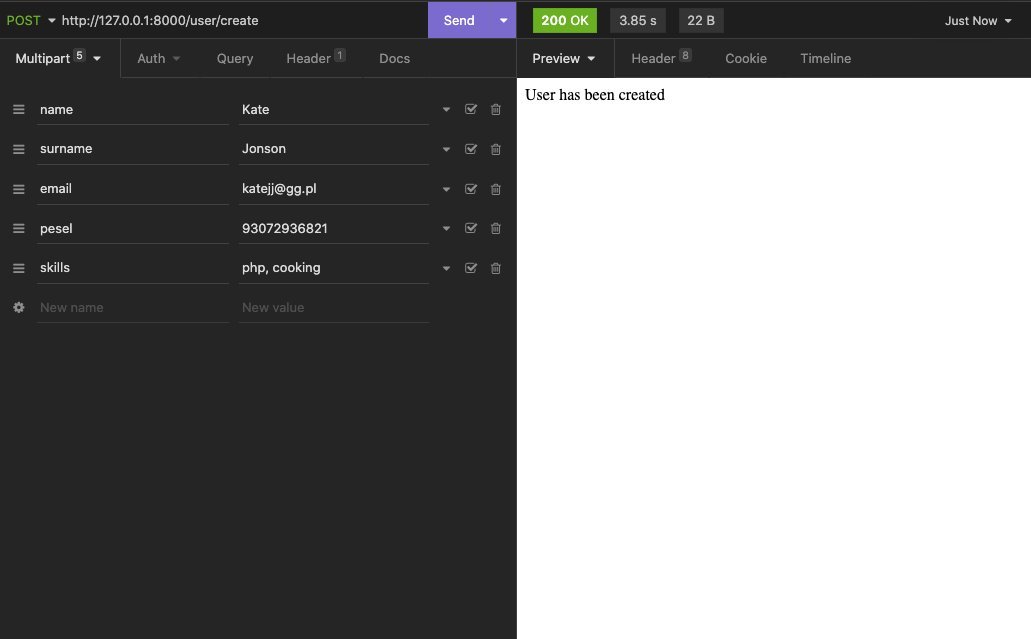 POST http://127.0.0.1:8000/user/create Send 200 OK 3.85 s 22 B Just Now
Multipart 5 Auth Query Header 1 Docs Preview Header 8 Cookie Timeline
User has been created
name Kate
surname Jonson
email katejj@gg.pl
pesel 93072936821
skills php, cooking
New name New value